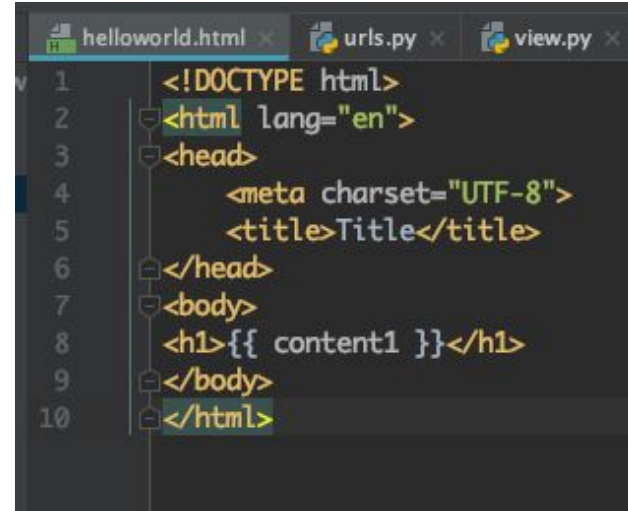 helloworld.html × urls.py × view.py ×
1 <!DOCTYPE html>
2 <html lang="en">
3 <head>
4     <meta charset="UTF-8">
5     <title>Title</title>
6 </head>
7 <body>
8 <h1>{{ content1 }}</h1>
9 </body>
10 </html>